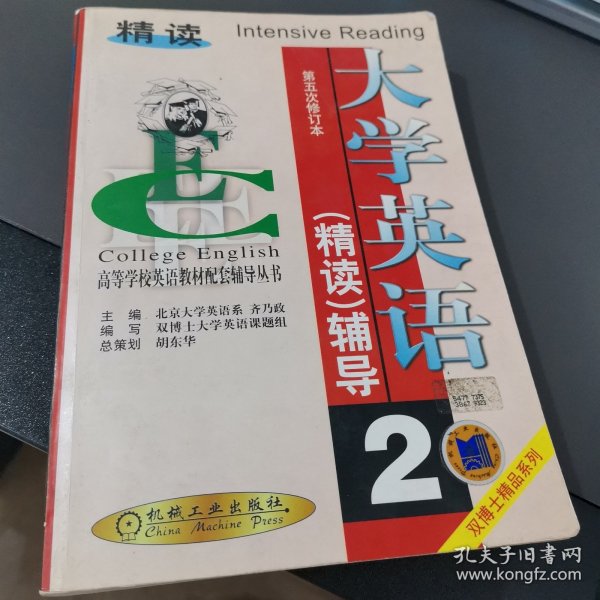 精读
Intensive Reading
第五次修订本
大学英语
(精读)辅导
2
EC
College English
高等学校英语教材配套辅导丛书
主编 北京大学英语系 齐乃政
编写 双博士大学英语课题组
总策划 胡东华
机械工业出版社
China Machine Press
双博士精品系列
孔夫子旧书网
www.kongfz.com